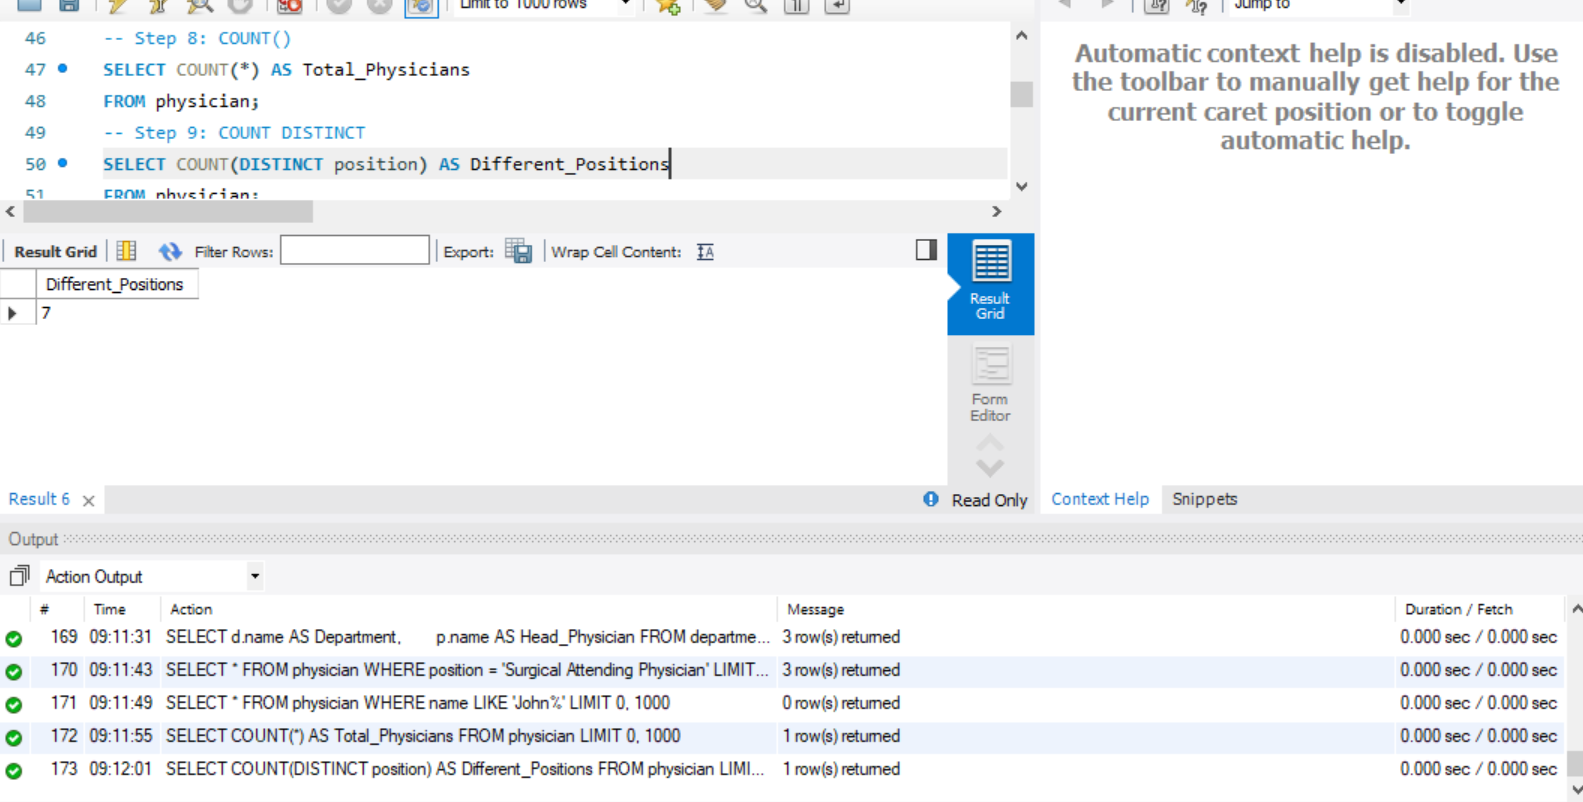 Limit to 1000 rows
Jump to
46 -- Step 8: COUNT()
47 SELECT COUNT(*) AS Total_Physicians
48 FROM physician;
49 -- Step 9: COUNT DISTINCT
50 SELECT COUNT(DISTINCT position) AS Different_Positions
51 FROM physician;
Automatic context help is disabled. Use
the toolbar to manually get help for the
current caret position or to toggle
automatic help.
Result Grid Filter Rows: Export: Wrap Cell Content: IA
Different_Positions
7
Result
Grid
Form
Editor
Result 6 Read Only Context Help Snippets
Output
Action Output
# Time Action Message Duration / Fetch
169 09:11:31 SELECT d.name AS Department, p.name AS Head_Physician FROM departme... 3 row(s) returned 0.000 sec / 0.000 sec
170 09:11:43 SELECT * FROM physician WHERE position = 'Surgical Attending Physician' LIMIT... 3 row(s) returned 0.000 sec / 0.000 sec
171 09:11:49 SELECT * FROM physician WHERE name LIKE 'John%' LIMIT 0, 1000 0 row(s) returned 0.000 sec / 0.000 sec
172 09:11:55 SELECT COUNT(*) AS Total_Physicians FROM physician LIMIT 0, 1000 1 row(s) returned 0.000 sec / 0.000 sec
173 09:12:01 SELECT COUNT(DISTINCT position) AS Different_Positions FROM physician LIMI... 1 row(s) returned 0.000 sec / 0.000 sec